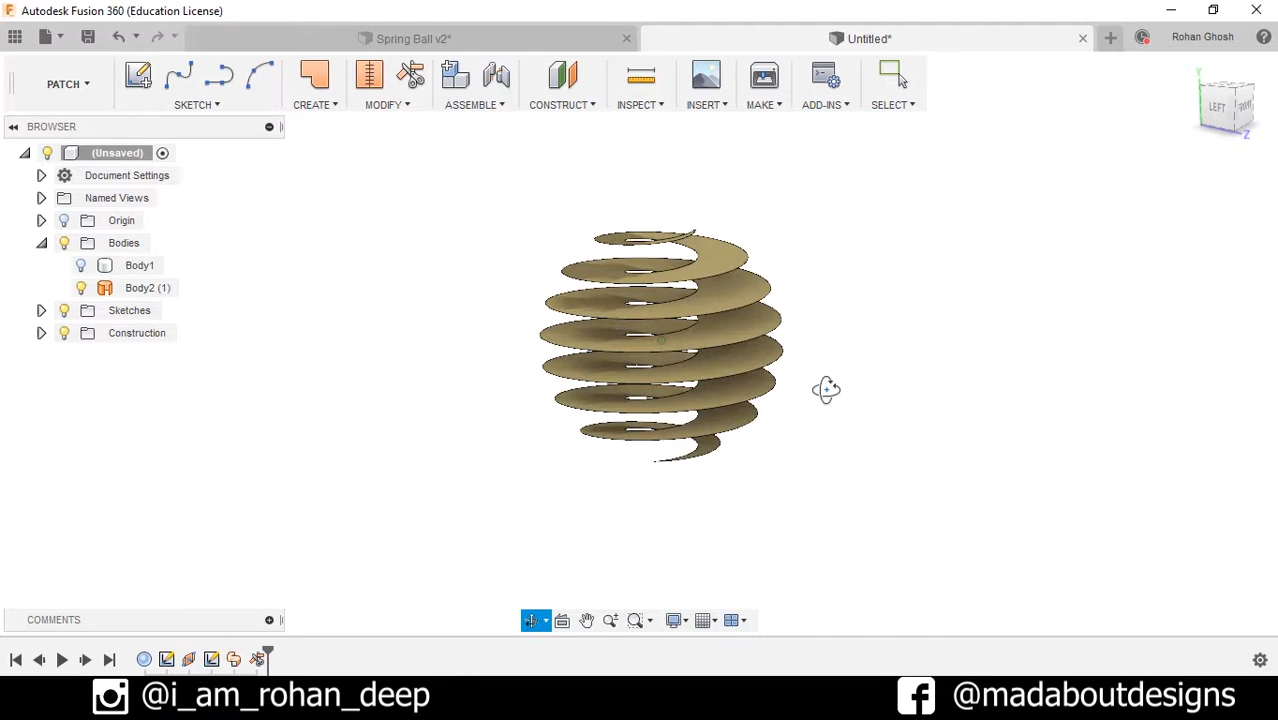 Autodesk Fusion 360 (Education License)
Spring Ball v2*
Untitled*
Rohan Ghosh
PATCH
SKETCH
CREATE
MODIFY
ASSEMBLE
CONSTRUCT
INSPECT
INSERT
MAKE
ADD-INS
SELECT
Y
LEFT
FRONT
Z
BROWSER
(Unsaved)
Document Settings
Named Views
Origin
Bodies
Body1
Body2 (1)
Sketches
Construction
COMMENTS
@i_am_rohan_deep
@madaboutdesigns